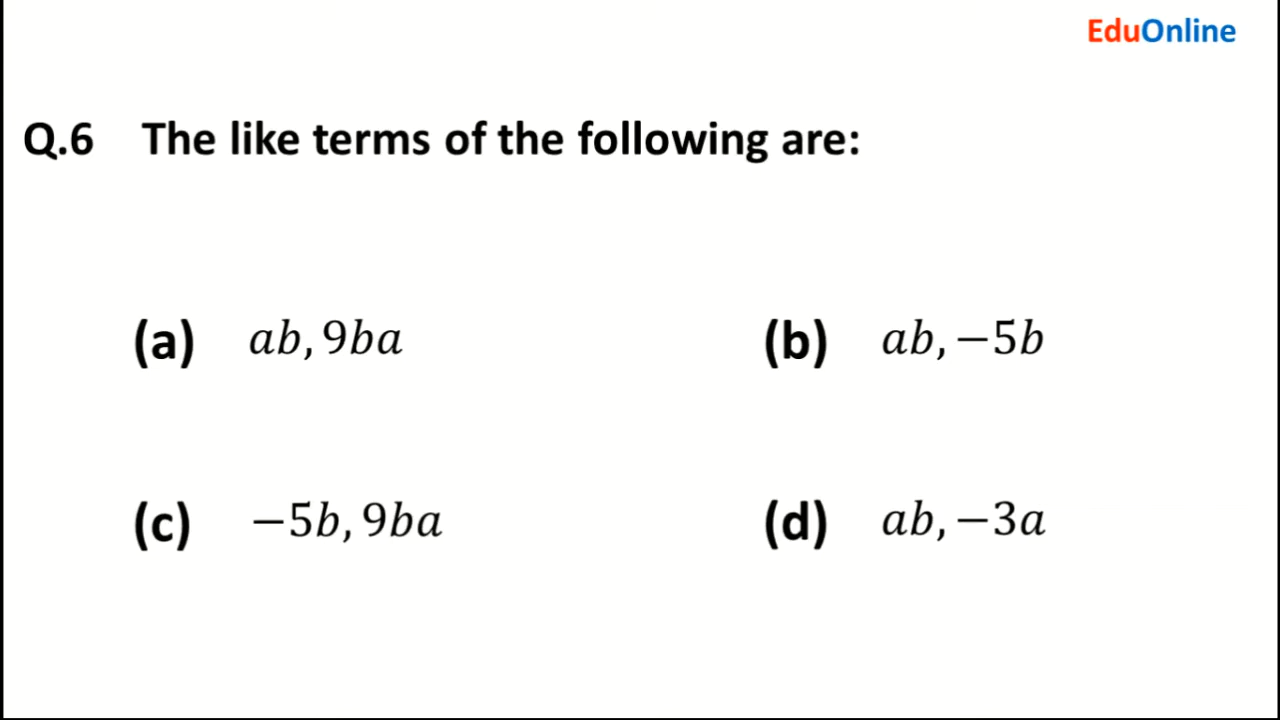 EduOnline
Q.6 The like terms of the following are:
(a) ab, 9ba (b) ab, −5b
(c) −5b, 9ba (d) ab, −3a